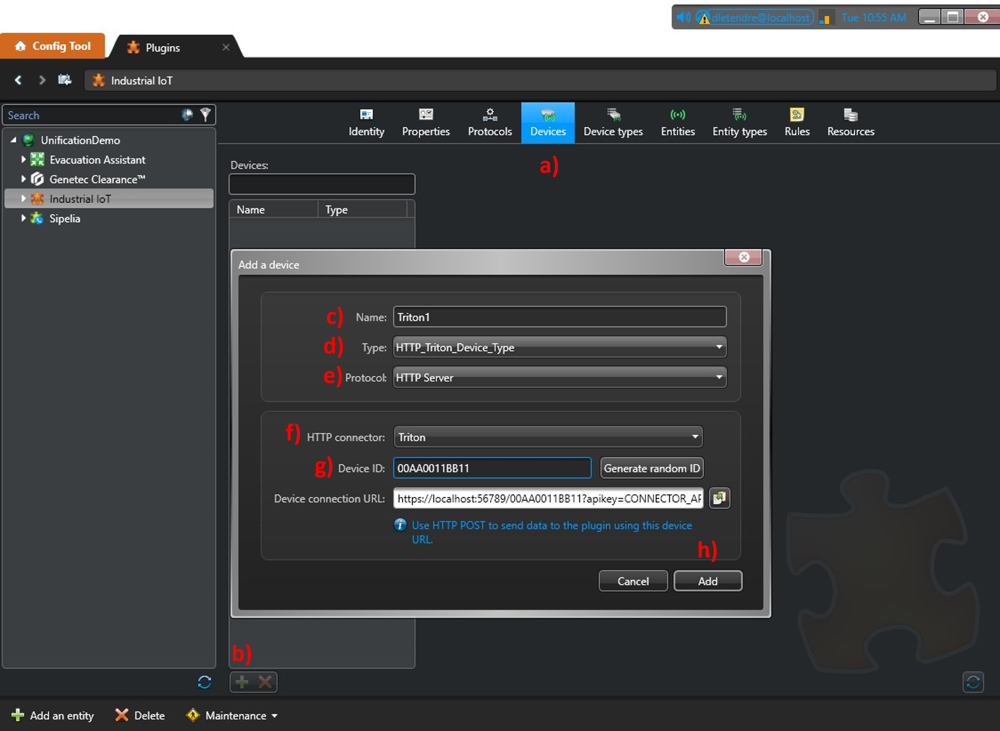 dletendre@localhost Tue 10:55 AM
Config Tool Plugins
Industrial IoT
Search
Identity Properties Protocols Devices Device types Entities Entity types Rules Resources
UnificationDemo
Evacuation Assistant
Genetec Clearance™
Industrial IoT
Sipelia
a)
Devices:
Name Type
Add a device
c) Name: Triton1
d) Type: HTTP_Triton_Device_Type
e) Protocol: HTTP Server
f) HTTP connector: Triton
g) Device ID: 00AA0011BB11 Generate random ID
Device connection URL: https://localhost:56789/00AA0011BB11?apikey=CONNECTOR_AF
Use HTTP POST to send data to the plugin using this device
URL.
h)
Cancel Add
b)
Add an entity Delete Maintenance